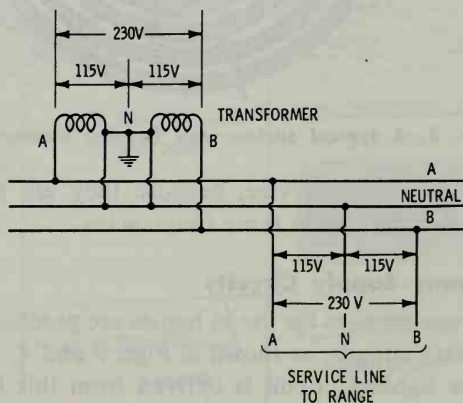 230V
115V 115V
N
A B TRANSFORMER
A
NEUTRAL
B
115V 115V
230 V
A N B
SERVICE LINE
TO RANGE